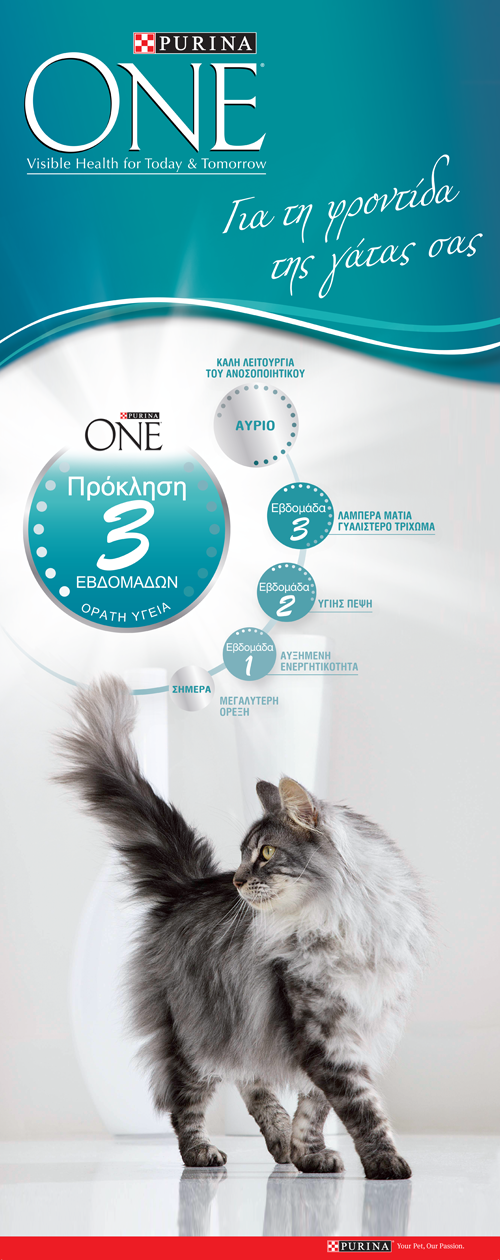 PURINA
ONE®
Visible Health for Today & Tomorrow
Για τη φροντίδα
της γάτας σας
ΚΑΛΗ ΛΕΙΤΟΥΡΓΙΑ
ΤΟΥ ΑΝΟΣΟΠΟΙΗΤΙΚΟΥ
ΑΥΡΙΟ
PURINA
ONE
Πρόκληση
3
ΕΒΔΟΜΑΔΩΝ
ΟΡΑΤΗ ΥΓΕΙΑ
Εβδομάδα
3
ΛΑΜΠΕΡΑ ΜΑΤΙΑ
ΓΥΑΛΙΣΤΕΡΟ ΤΡΙΧΩΜΑ
Εβδομάδα
2
ΥΓΙΗΣ ΠΕΨΗ
Εβδομάδα
1
ΑΥΞΗΜΕΝΗ
ΕΝΕΡΓΗΤΙΚΟΤΗΤΑ
ΣΗΜΕΡΑ
ΜΕΓΑΛΥΤΕΡΗ
ΟΡΕΞΗ
PURINA® Your Pet, Our Passion.